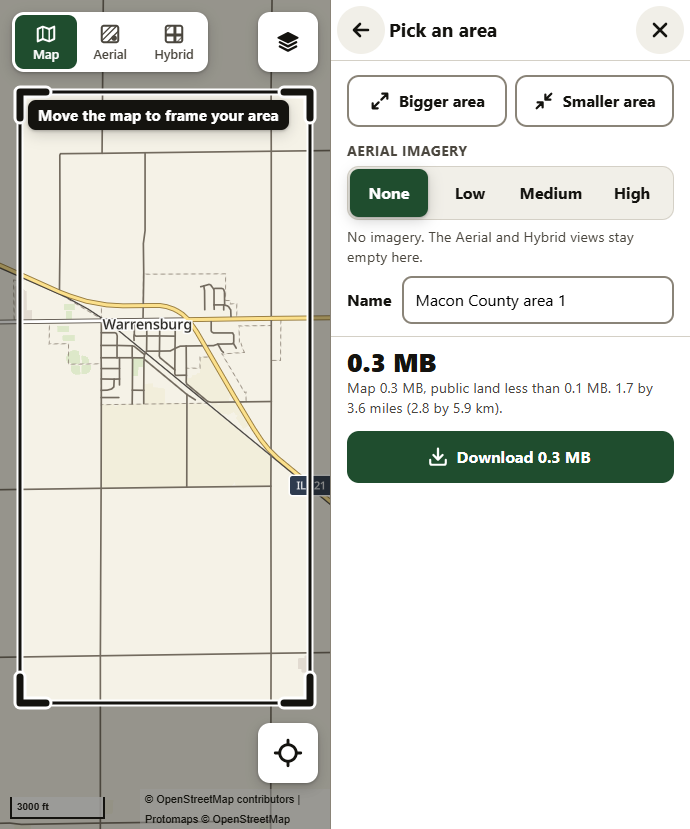 Map
Aerial
Hybrid
Move the map to frame your area
Warrensburg
3000 ft
© OpenStreetMap contributors |
Protomaps © OpenStreetMap
Pick an area
Bigger area
Smaller area
AERIAL IMAGERY
None
Low
Medium
High
No imagery. The Aerial and Hybrid views stay
empty here.
Name
Macon County area 1
0.3 MB
Map 0.3 MB, public land less than 0.1 MB. 1.7 by
3.6 miles (2.8 by 5.9 km).
Download 0.3 MB